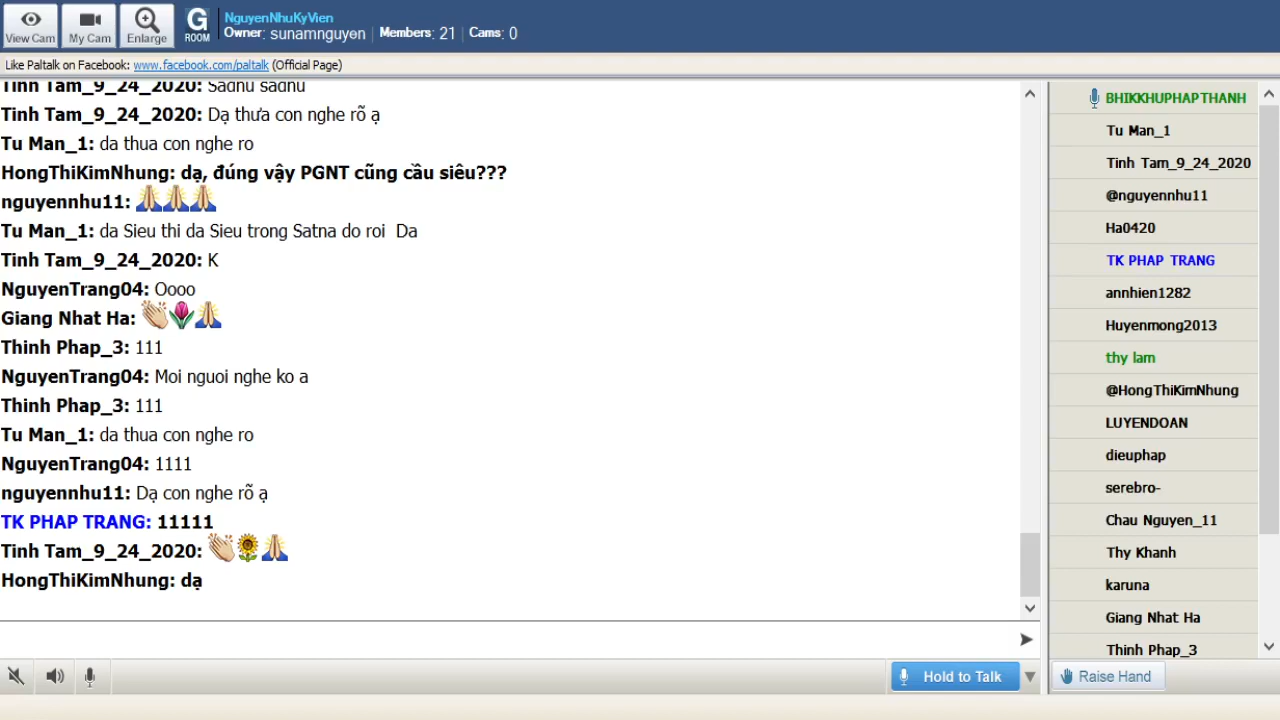 View Cam
My Cam
Enlarge
G
ROOM
NguyenNhuKyVien
Owner: sunamnguyen | Members: 21 | Cams: 0
Like Paltalk on Facebook: www.facebook.com/paltalk (Official Page)
Tinh Tam_9_24_2020: Sadhu sadhu
Tinh Tam_9_24_2020: Dạ thưa con nghe rõ ạ
Tu Man_1: da thua con nghe ro
HongThiKimNhung: dạ, đúng vậy PGNT cũng cầu siêu???
nguyennhu11: 🙏🙏🙏
Tu Man_1: da Sieu thi da Sieu trong Satna do roi  Da
Tinh Tam_9_24_2020: K
NguyenTrang04: Oooo
Giang Nhat Ha: 👏🌷🙏
Thinh Phap_3: 111
NguyenTrang04: Moi nguoi nghe ko a
Thinh Phap_3: 111
Tu Man_1: da thua con nghe ro
NguyenTrang04: 1111
nguyennhu11: Dạ con nghe rõ ạ
TK PHAP TRANG: 11111
Tinh Tam_9_24_2020: 👏🌻🙏
HongThiKimNhung: dạ
BHIKKHUPHAPTHANH
Tu Man_1
Tinh Tam_9_24_2020
@nguyennhu11
Ha0420
TK PHAP TRANG
annhien1282
Huyenmong2013
thy lam
@HongThiKimNhung
LUYENDOAN
dieuphap
serebro-
Chau Nguyen_11
Thy Khanh
karuna
Giang Nhat Ha
Thinh Phap_3
Hold to Talk
Raise Hand